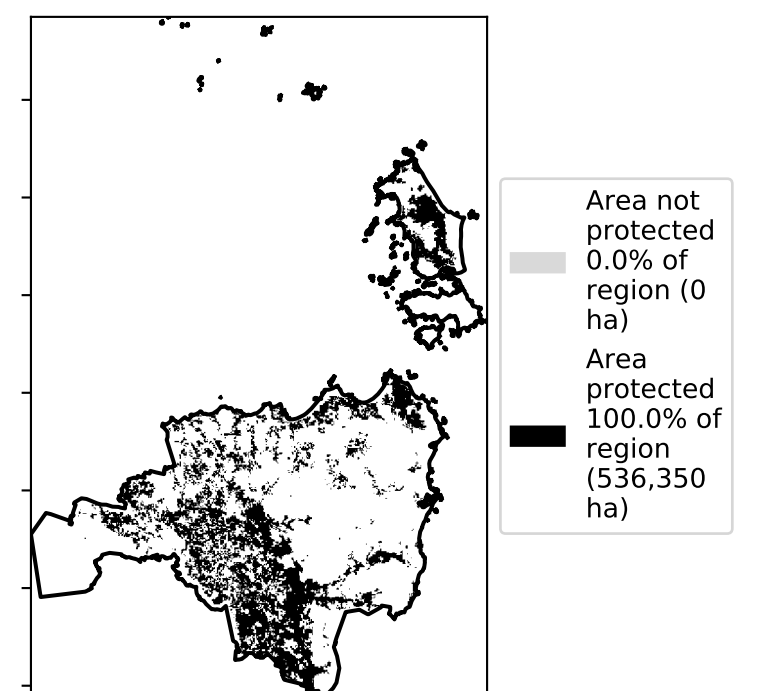 Area not
protected
0.0% of
region (0
ha)
Area
protected
100.0% of
region
(536,350
ha)